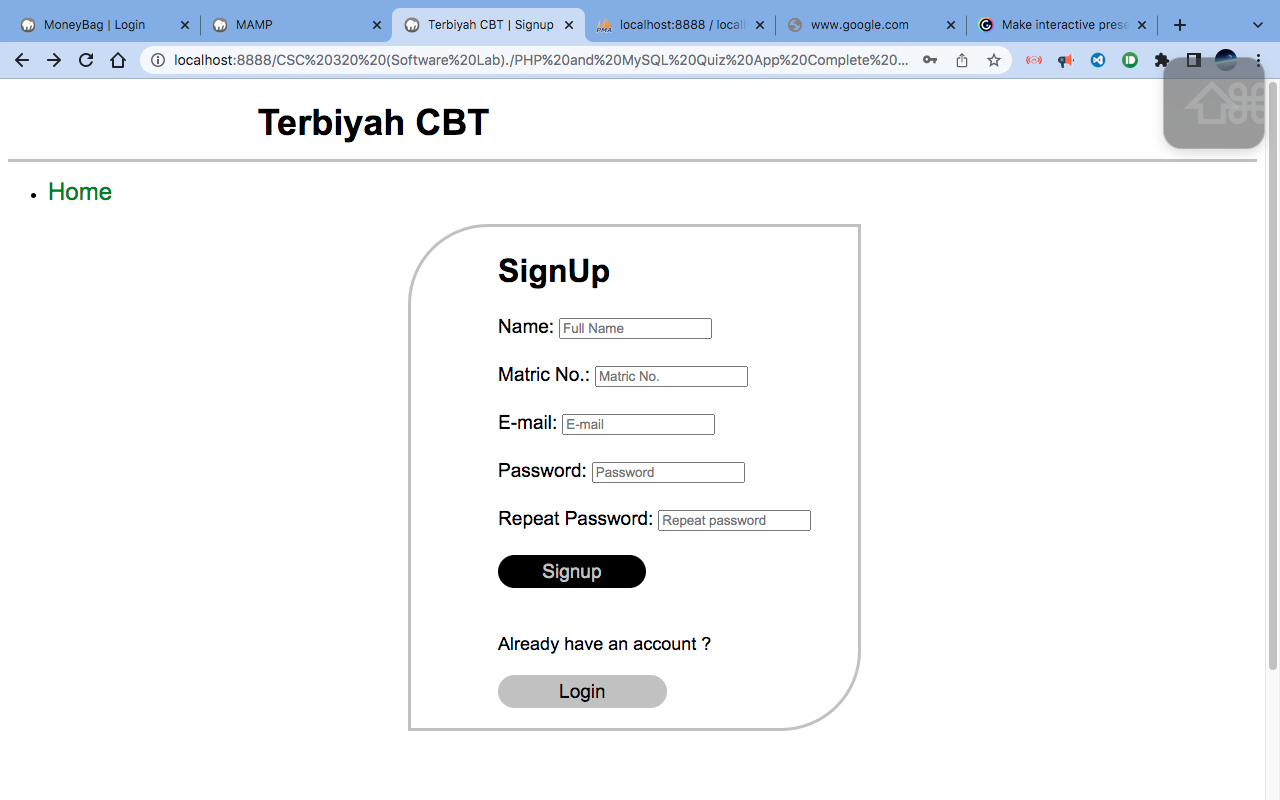 MoneyBag | Login
MAMP
Terbiyah CBT | Signup
localhost:8888 / local
www.google.com
Make interactive prese
localhost:8888/CSC%20320%20(Software%20Lab)./PHP%20and%20MySQL%20Quiz%20App%20Complete%20...
Terbiyah CBT
Home
SignUp
Name: Full Name
Matric No.: Matric No.
E-mail: E-mail
Password: Password
Repeat Password: Repeat password
Signup
Already have an account ?
Login